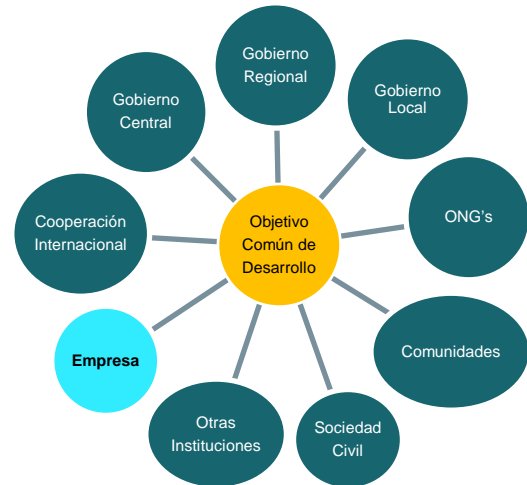 Gobierno
Regional
Gobierno
Central
Gobierno
Local
Cooperación
Internacional
Objetivo
Común de
Desarrollo
ONG's
Empresa
Comunidades
Otras
Instituciones
Sociedad
Civil